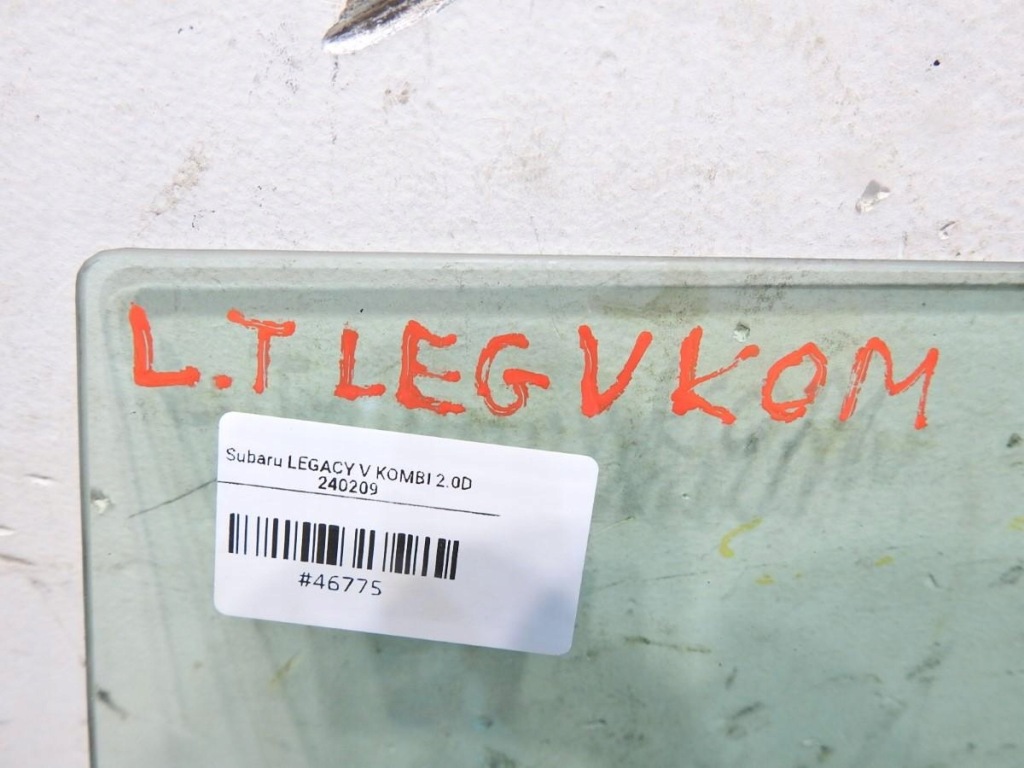 L.T LEG V KOM
Subaru LEGACY V KOMBI 2.0D
240209
#46775